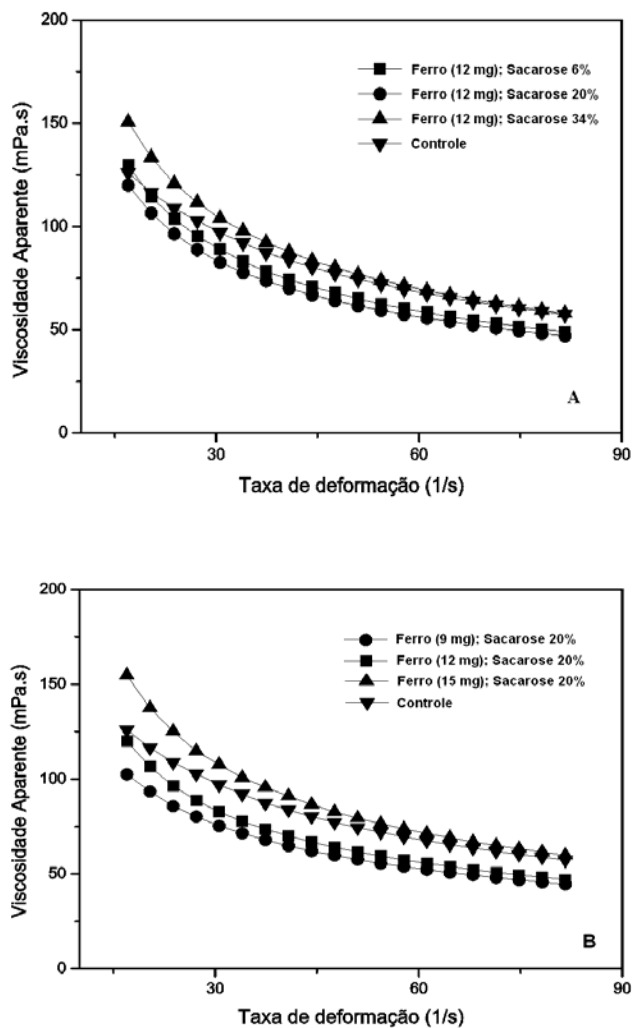 200
150
100
50
0
Viscosidade Aparente (mPa.s)
Ferro (12 mg); Sacarose 6%
Ferro (12 mg); Sacarose 20%
Ferro (12 mg); Sacarose 34%
Controle
A
30
60
90
Taxa de deformação (1/s)
200
150
100
50
0
Viscosidade Aparente (mPa.s)
Ferro (9 mg); Sacarose 20%
Ferro (12 mg); Sacarose 20%
Ferro (15 mg); Sacarose 20%
Controle
B
30
60
90
Taxa de deformação (1/s)